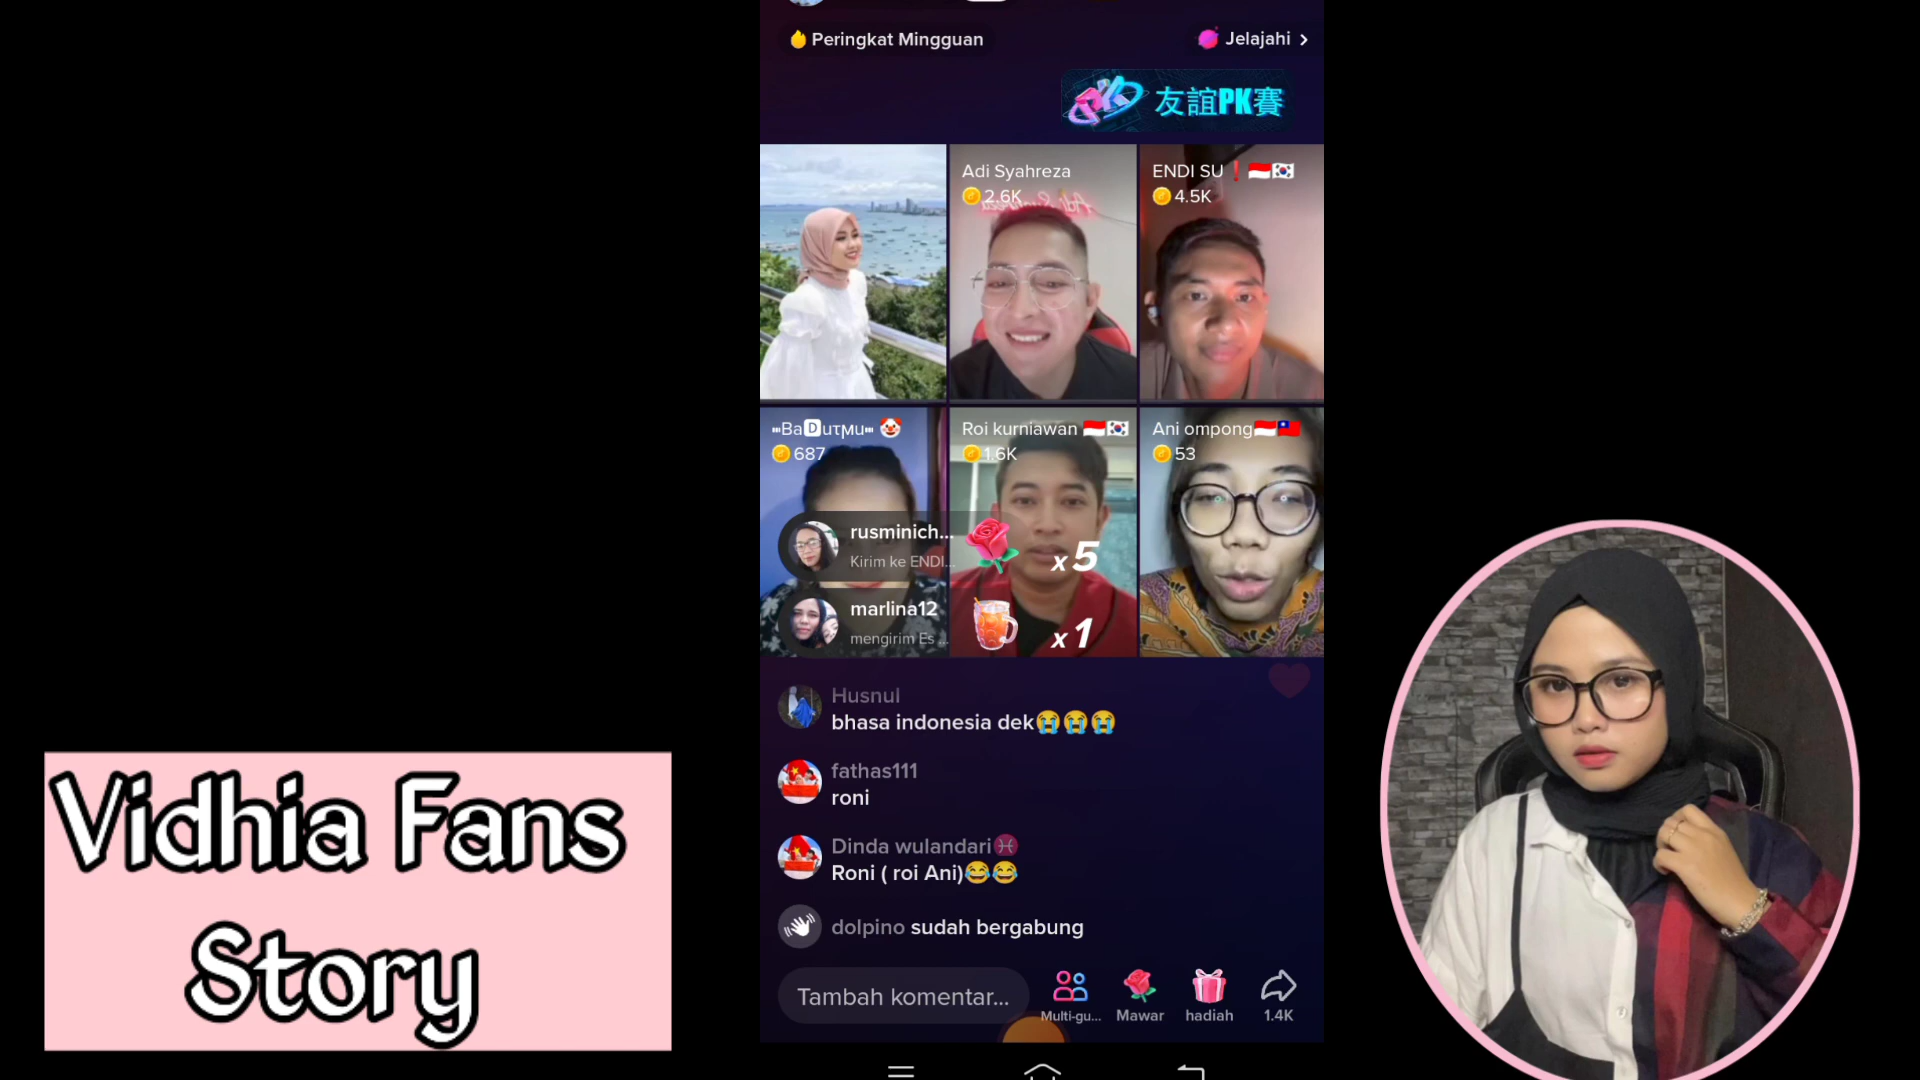 Peringkat Mingguan
Jelajahi
友誼PK賽
Adi Syahreza
2.6K
ENDI SU❗🇮🇩🇰🇷
4.5K
⑉Ba🅳υтϻu⑉ 🤡
687
Roi kurniawan 🇮🇩🇰🇷
1.6K
Ani ompong🇮🇩🇹🇼
53
rusminich...
Kirim ke ENDI...
x5
marlina12
mengirim Es ...
x1
Husnul
bhasa indonesia dek😭😭😭
fathas111
roni
Dinda wulandari♓
Roni ( roi Ani)😂😂
dolpino sudah bergabung
Tambah komentar...
Multi-gu...
Mawar
hadiah
1.4K
Vidhia Fans
Story